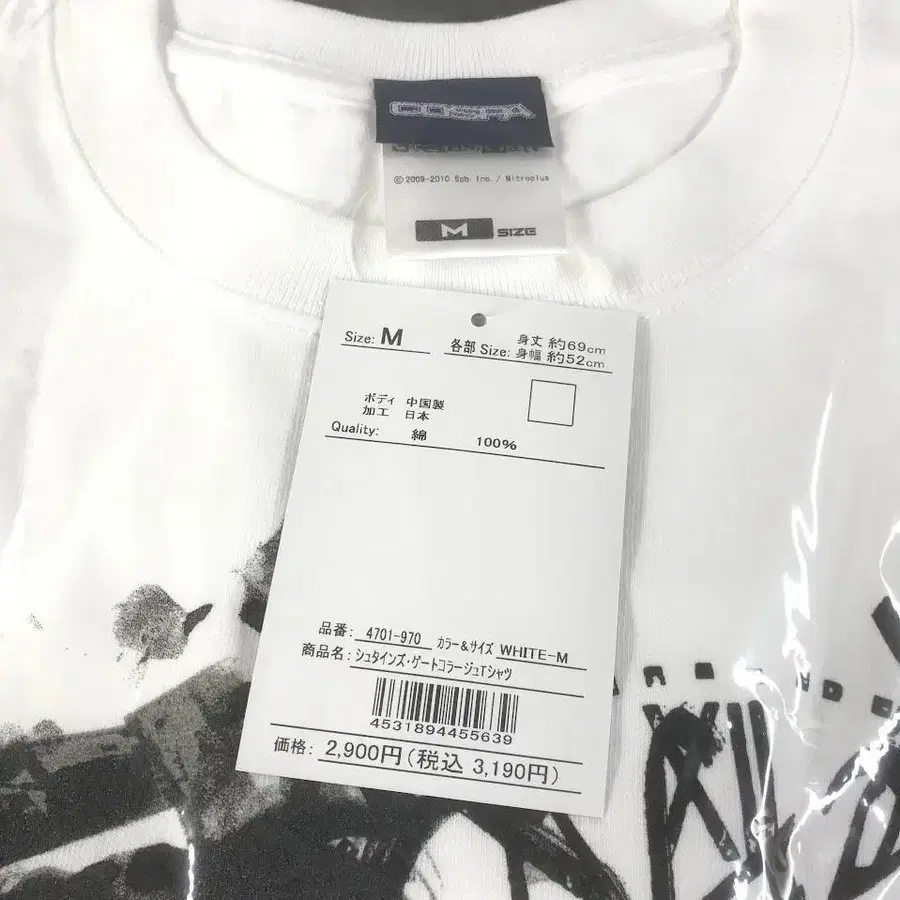 COSPA
©2009-2010 5pb. Inc. / Nitroplus
M SIZE
Size: M
各部 Size: 身丈 約69cm
身幅 約52cm
ボディ 中国製
加工 日本
Quality: 綿 100%
品番: 4701-970 カラー&サイズ WHITE-M
商品名: シュタインズ・ゲートコラージュTシャツ
4531894455639
価格: 2,900円(税込 3,190円)